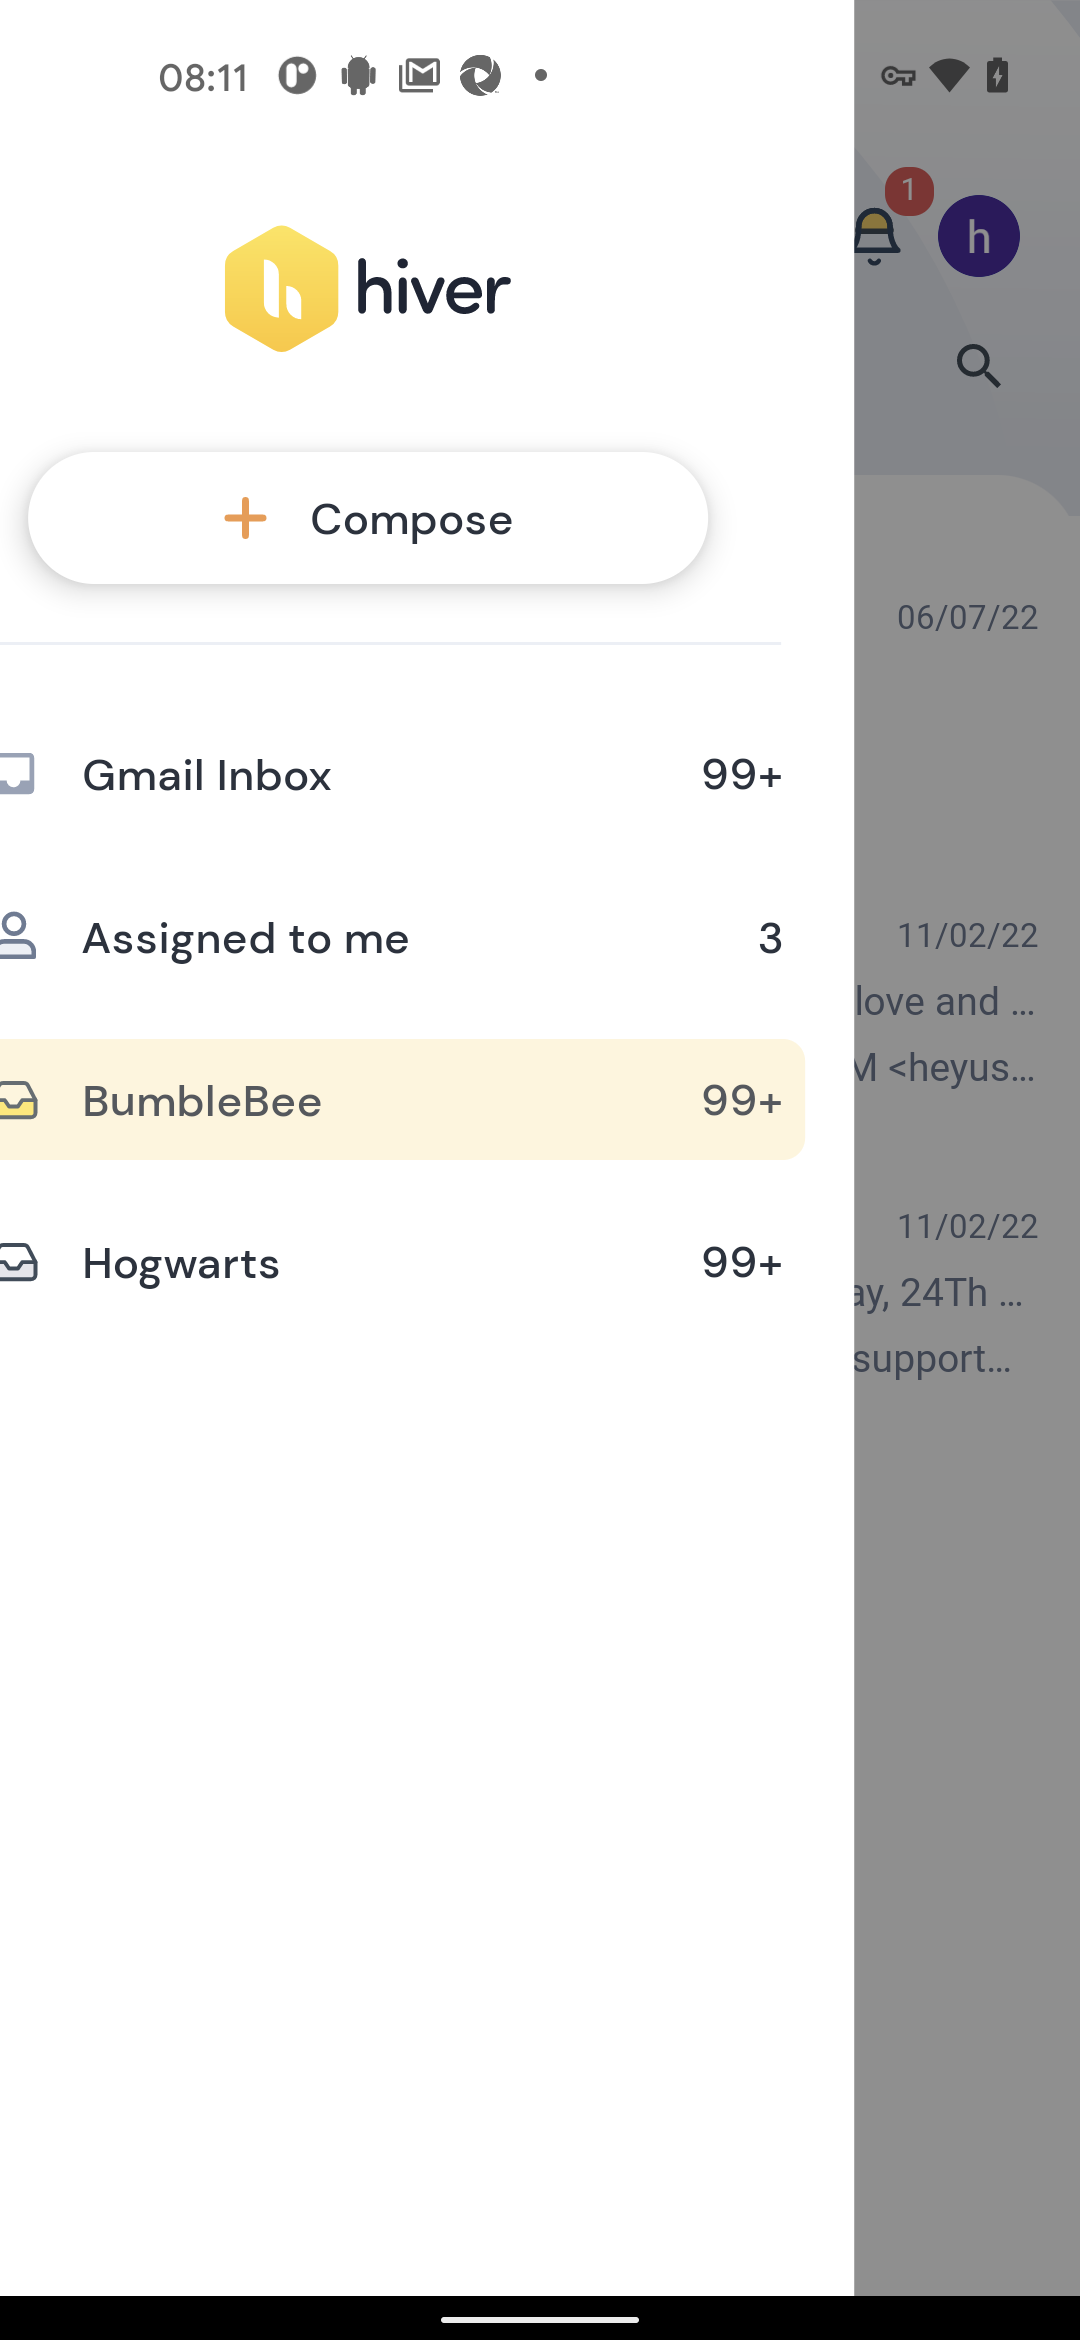 08:11
1
h
hiver
Compose
06/07/22
Gmail Inbox 99+
Assigned to me 3
11/02/22
love and ...
M <heyus...
BumbleBee 99+
11/02/22
Hogwarts 99+
ay, 24Th ...
support...